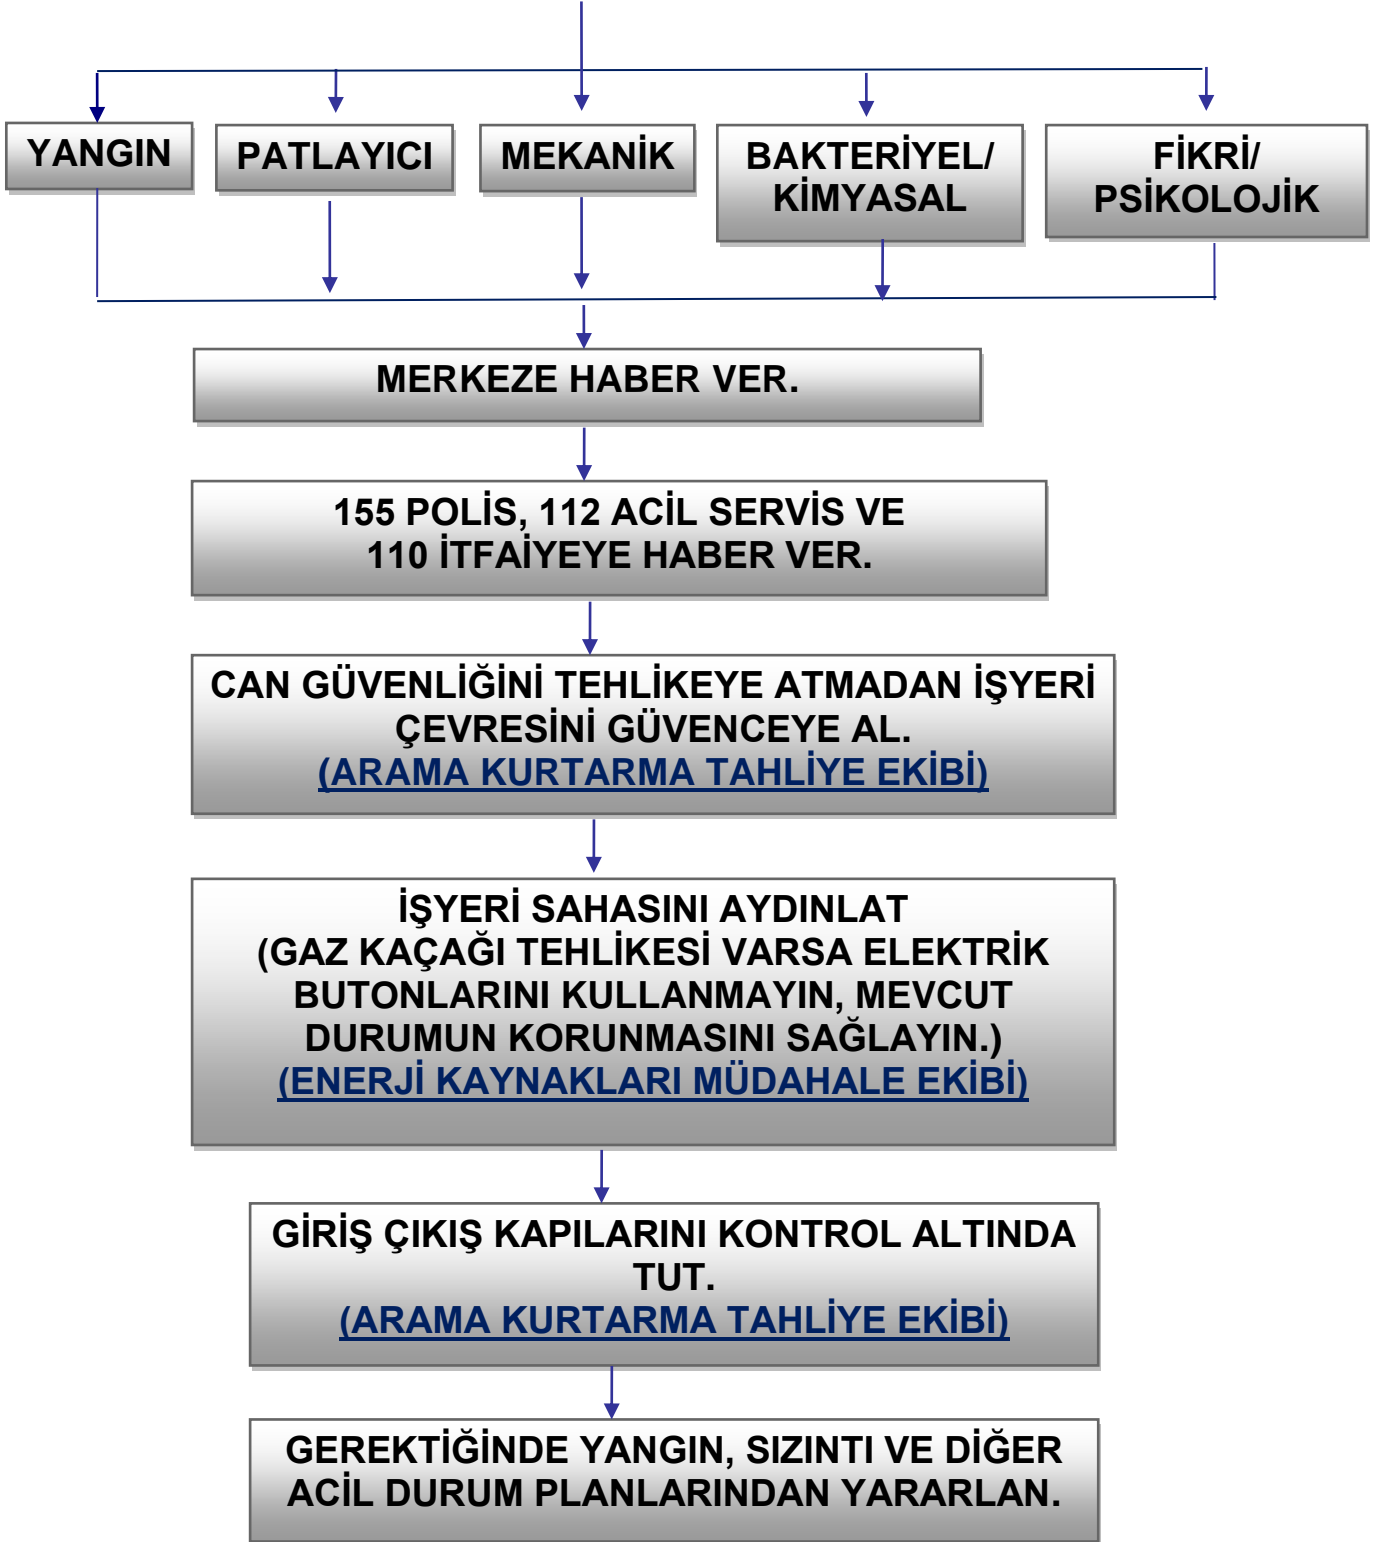 YANGIN
PATLAYICI
MEKANİK
BAKTERİYEL/
KİMYASAL
FİKRİ/
PSİKOLOJİK
MERKEZE HABER VER.
155 POLİS, 112 ACİL SERVİS VE
110 İTFAİYEYE HABER VER.
CAN GÜVENLİĞİNİ TEHLİKEYE ATMADAN İŞYERİ
ÇEVRESİNİ GÜVENCEYE AL.
(ARAMA KURTARMA TAHLİYE EKİBİ)
İŞYERİ SAHASINI AYDINLAT
(GAZ KAÇAĞI TEHLİKESİ VARSA ELEKTRİK
BUTONLARINI KULLANMAYIN, MEVCUT
DURUMUN KORUNMASINI SAĞLAYIN.)
(ENERJİ KAYNAKLARI MÜDAHALE EKİBİ)
GİRİŞ ÇIKIŞ KAPILARINI KONTROL ALTINDA
TUT.
(ARAMA KURTARMA TAHLİYE EKİBİ)
GEREKTİĞİNDE YANGIN, SIZINTI VE DİĞER
ACİL DURUM PLANLARINDAN YARARLAN.